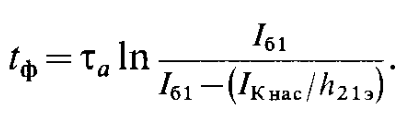 t_ф = τ_a ln I_б1 / (I_б1 − (I_К нас / h_21э)).